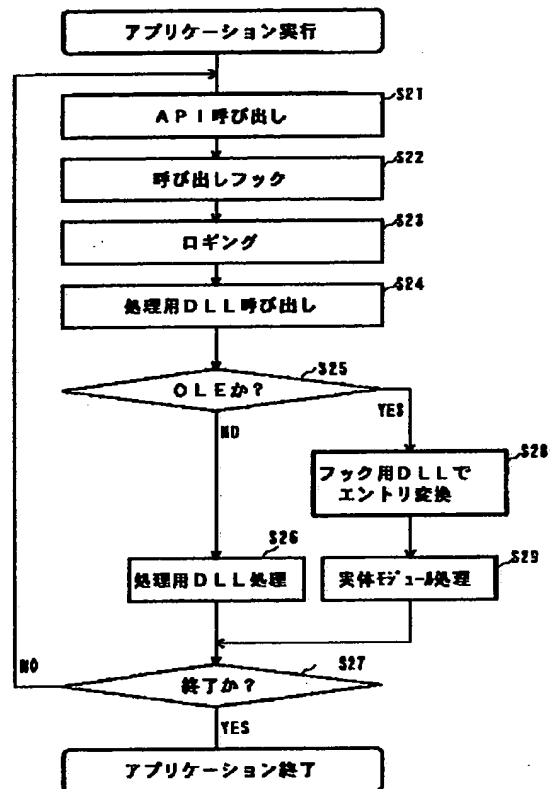 アプリケーション実行
S21
API呼び出し
S22
呼び出しフック
S23
ロギング
S24
処理用DLL呼び出し
S25
OLEか?
YES
NO
S28
フック用DLLで
エントリ変換
S26
処理用DLL処理
S29
実体モジュール処理
NO
S27
終了か?
YES
アプリケーション終了